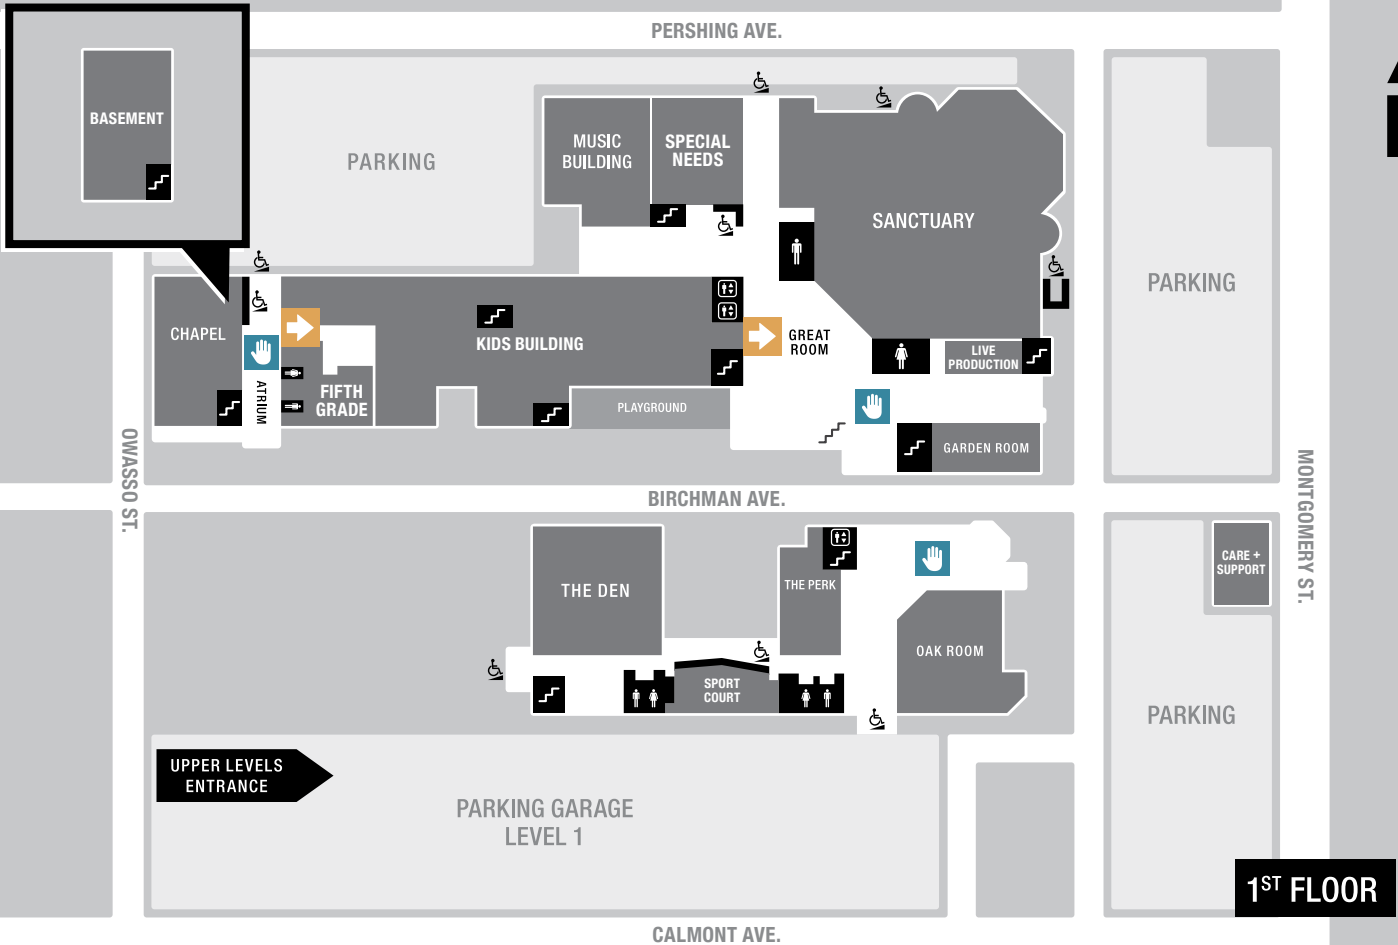 PERSHING AVE.
BASEMENT
PARKING
MUSIC
BUILDING
SPECIAL
NEEDS
SANCTUARY
PARKING
CHAPEL
KIDS BUILDING
GREAT
ROOM
LIVE
PRODUCTION
ATRIUM
FIFTH
GRADE
PLAYGROUND
GARDEN ROOM
OWASSO ST.
BIRCHMAN AVE.
MONTGOMERY ST.
THE DEN
THE PERK
CARE +
SUPPORT
OAK ROOM
SPORT
COURT
PARKING
UPPER LEVELS
ENTRANCE
PARKING GARAGE
LEVEL 1
1ST FLOOR
CALMONT AVE.